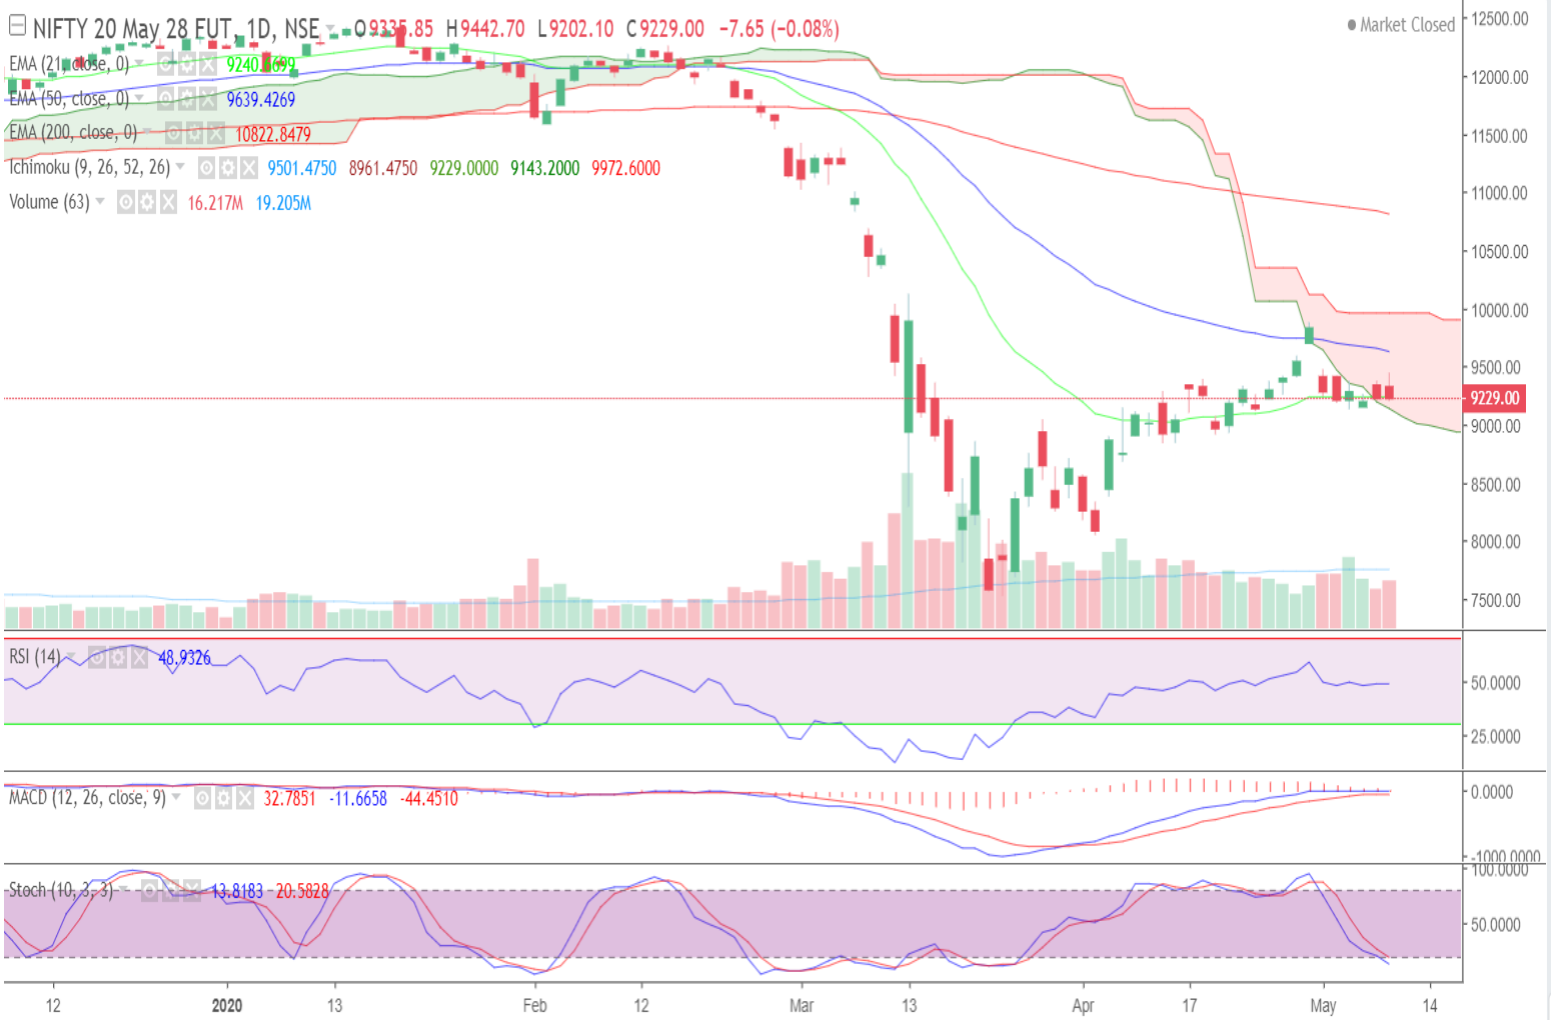 NIFTY 20 May 28 FUT, 1D, NSE O9335.85 H9442.70 L9202.10 C9229.00 −7.65 (−0.08%)
Market Closed
EMA (21, close, 0) 9240.6699
EMA (50, close, 0) 9639.4269
EMA (200, close, 0) 10822.8479
Ichimoku (9, 26, 52, 26) 9501.4750 8961.4750 9229.0000 9143.2000 9972.6000
Volume (63) 16.217M 19.205M
12500.00
12000.00
11500.00
11000.00
10500.00
10000.00
9500.00
9229.00
9000.00
8500.00
8000.00
7500.00
RSI (14) 48.9326
50.0000
25.0000
MACD (12, 26, close, 9) 32.7851 -11.6658 -44.4510
0.0000
-1000.0000
Stoch (10, 3, 3) 13.8183 20.5828
100.0000
50.0000
12 2020 13 Feb 12 Mar 13 Apr 17 May 14